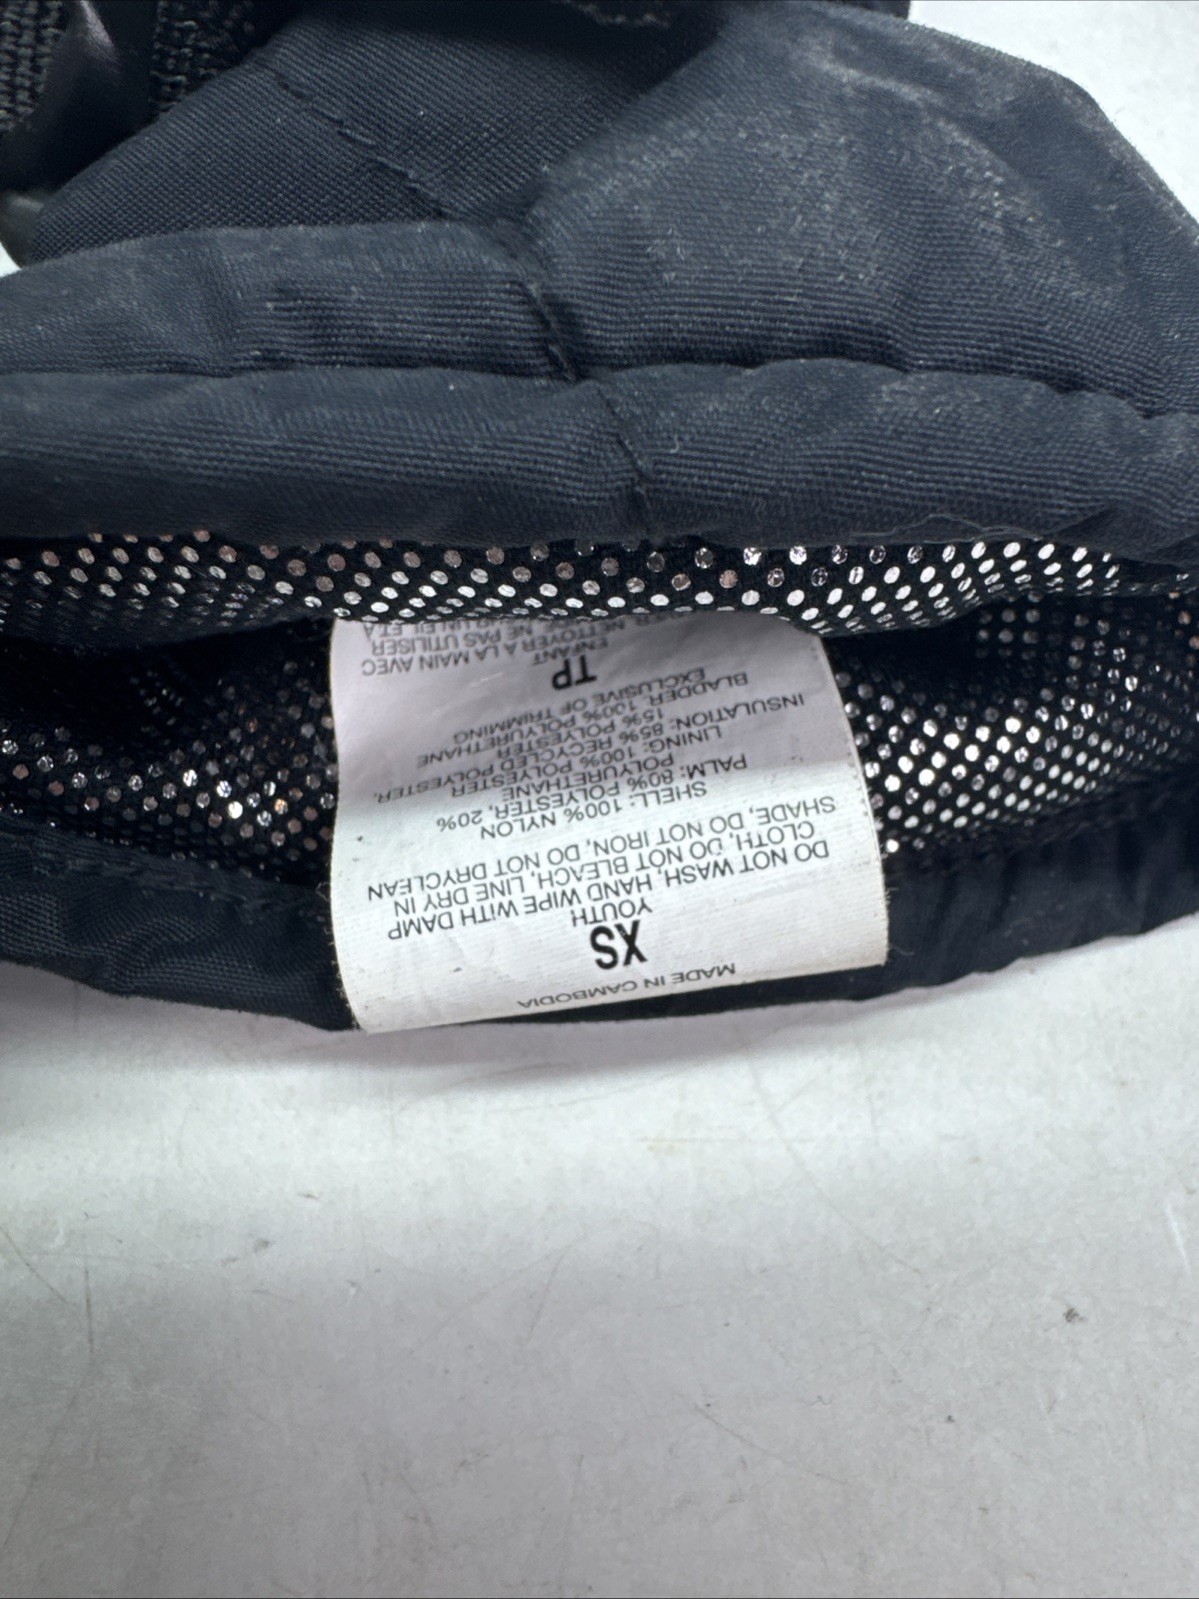 MADE IN CAMBODIA
XS
YOUTH
DO NOT WASH, HAND WIPE WITH DAMP
CLOTH, DO NOT BLEACH, LINE DRY IN
SHADE, DO NOT IRON, DO NOT DRYCLEAN
SHELL: 100% NYLON
PALM: 80% POLYESTER, 20%
POLYURETHANE
LINING: 100% POLYESTER
INSULATION: 85% RECYCLED POLYESTER,
15% POLYESTER
BLADDER: 100% POLYURETHANE
EXCLUSIVE OF TRIMMING
TP
ENFANT
NETTOYER A LA MAIN AVEC
NE PAS UTILISER